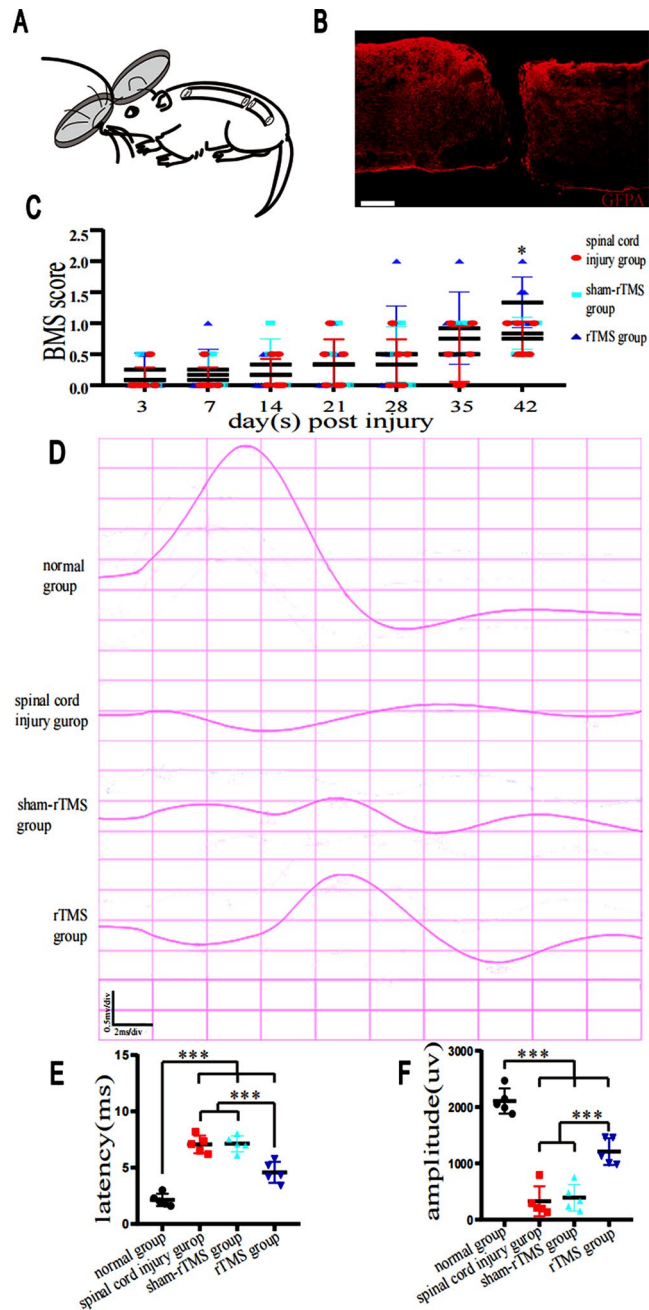 A
B
GFPA
C
BMS score
2.5
2.0
1.5
1.0
0.5
0.0
*
3 7 14 21 28 35 42
day(s) post injury
spinal cord
injury group
sham-rTMS
group
rTMS group
D
normal
group
spinal cord
injury gurop
sham-rTMS
group
rTMS
group
0.5mv/div
2ms/div
E
latency(ms)
15
10
5
0
***
***
normal group
spinal cord injury gurop
sham-rTMS group
rTMS group
F
amplitude(uv)
3000
2000
1000
0
***
***
normal group
spinal cord injury gurop
sham-rTMS group
rTMS group